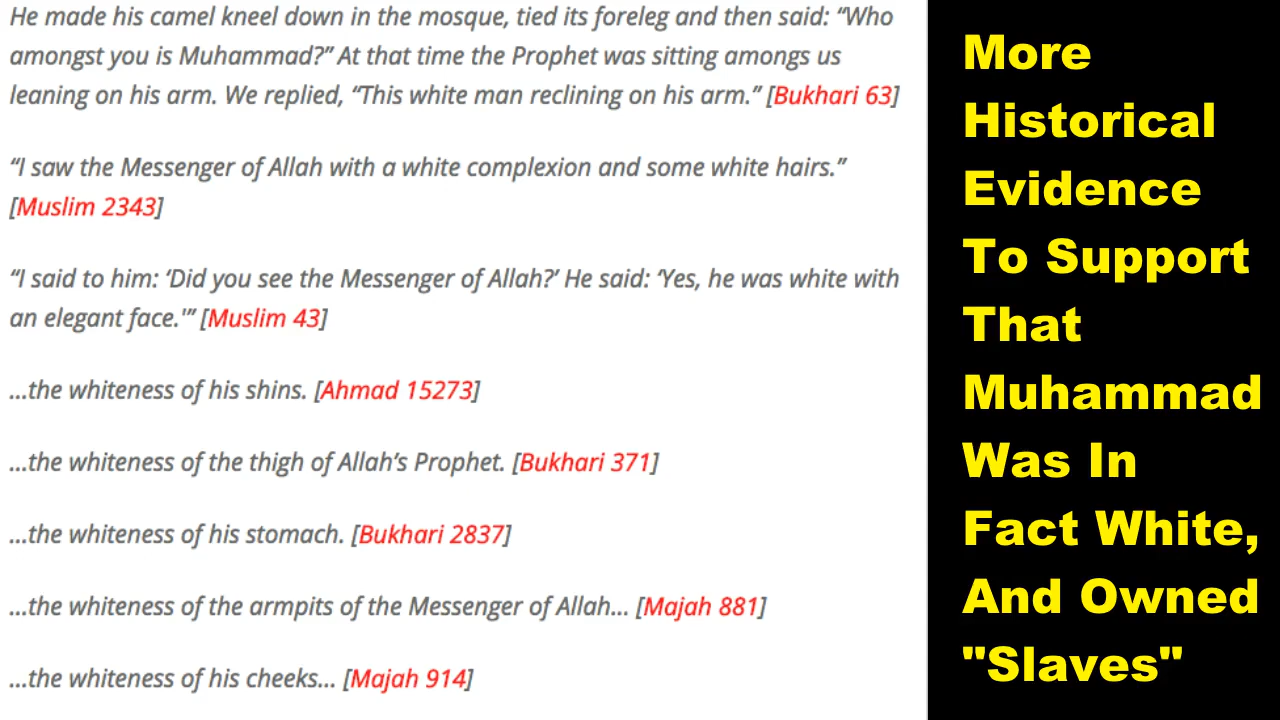 He made his camel kneel down in the mosque, tied its foreleg and then said: “Who
amongst you is Muhammad?” At that time the Prophet was sitting amongs us
leaning on his arm. We replied, “This white man reclining on his arm.” [Bukhari 63]
“I saw the Messenger of Allah with a white complexion and some white hairs.”
[Muslim 2343]
“I said to him: ‘Did you see the Messenger of Allah?’ He said: ‘Yes, he was white with
an elegant face.'” [Muslim 43]
...the whiteness of his shins. [Ahmad 15273]
...the whiteness of the thigh of Allah’s Prophet. [Bukhari 371]
...the whiteness of his stomach. [Bukhari 2837]
...the whiteness of the armpits of the Messenger of Allah... [Majah 881]
...the whiteness of his cheeks... [Majah 914]
More
Historical
Evidence
To Support
That
Muhammad
Was In
Fact White,
And Owned
"Slaves"